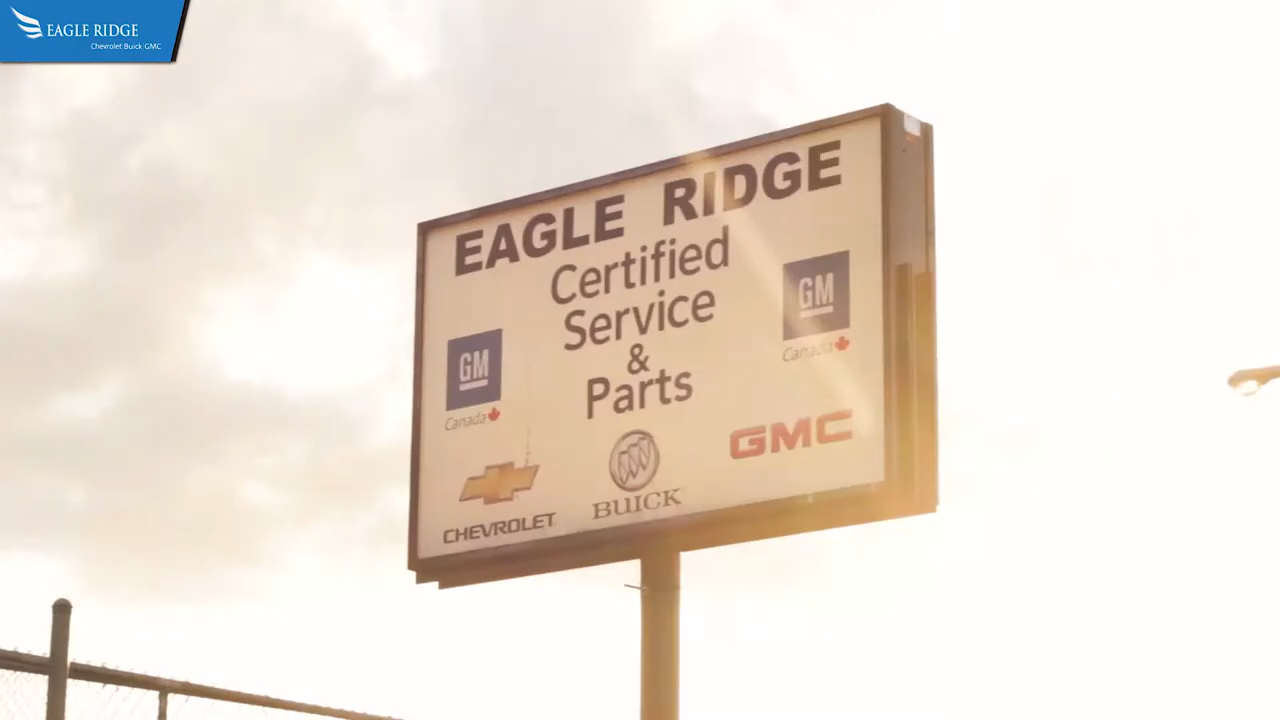 EAGLE RIDGE
Chevrolet Buick GMC
EAGLE RIDGE
Certified
Service
&
Parts
GM
Canada
GM
Canada
CHEVROLET
BUICK
GMC